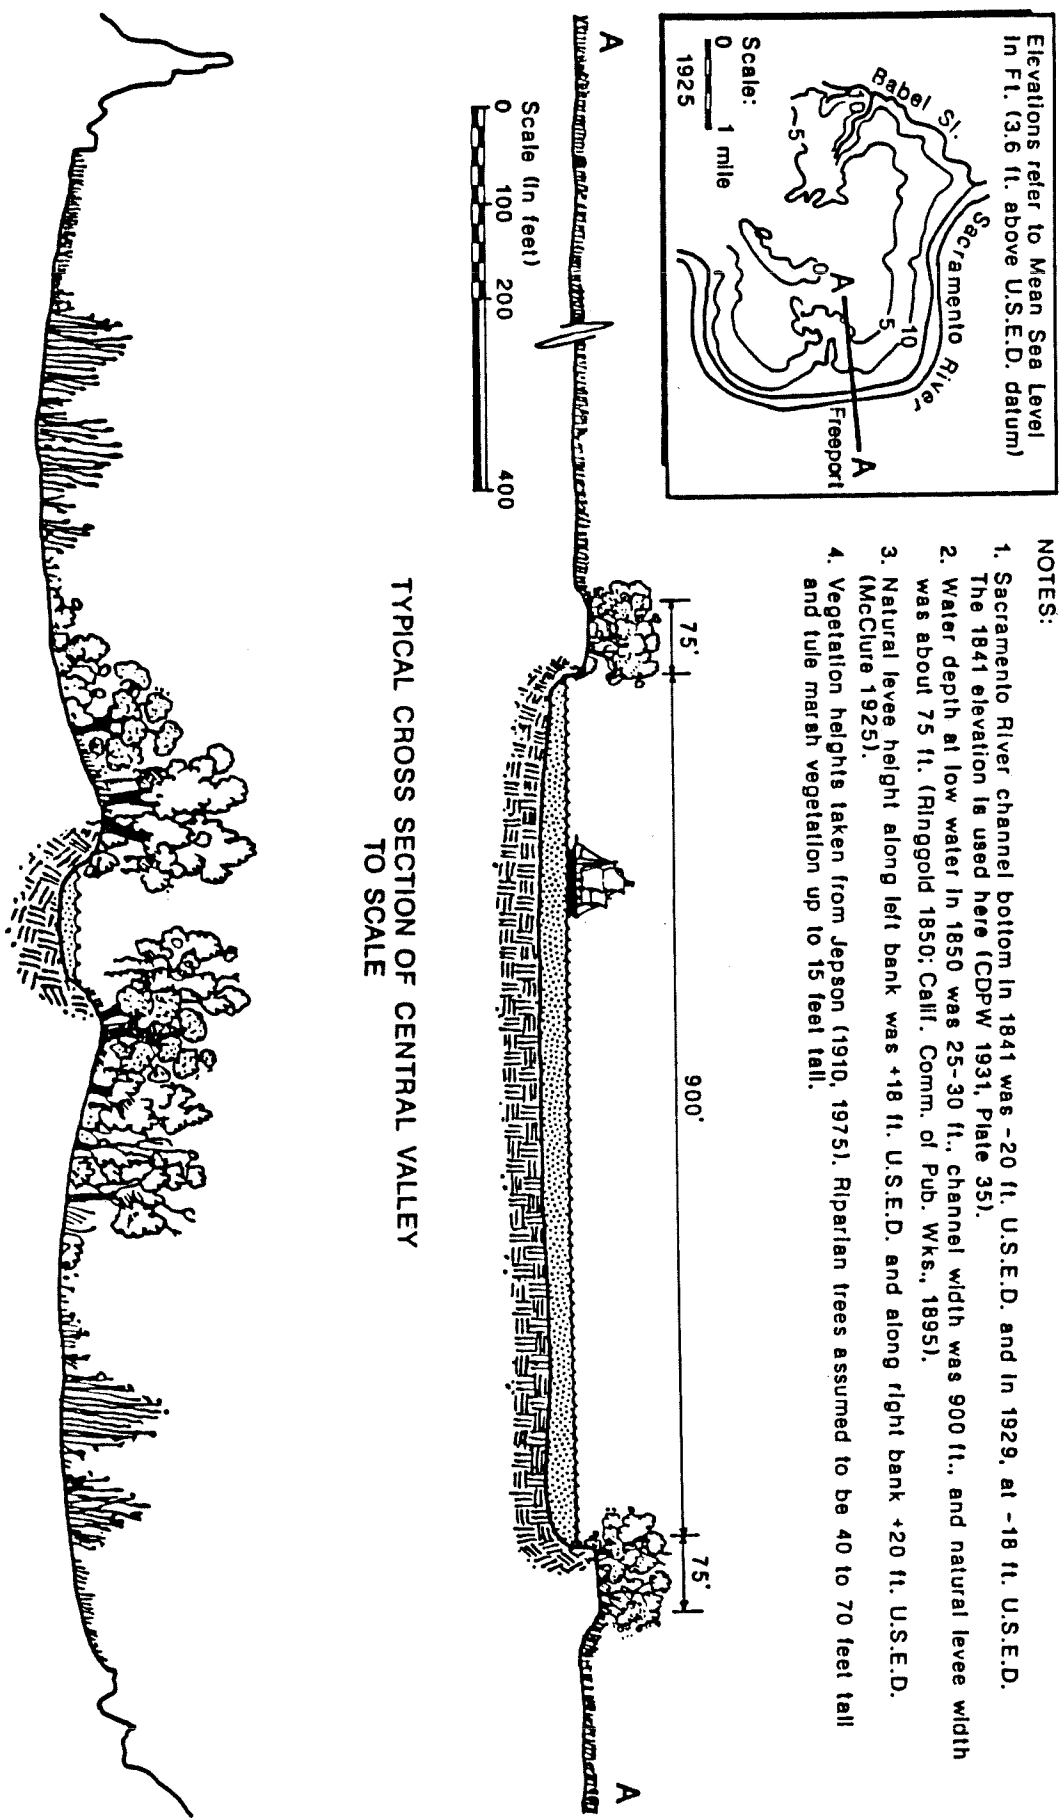 Elevations refer to Mean Sea Level
in Ft. (3.6 ft. above U.S.E.D. datum)
Babel Sl.
Sacramento River
10
-5
0
A
5
10
A
Freeport
Scale:
0 1 mile
1925
NOTES:
1. Sacramento River channel bottom in 1841 was -20 ft. U.S.E.D. and in 1929, at -18 ft. U.S.E.D.
The 1841 elevation is used here (CDPW 1931, Plate 35).
2. Water depth at low water in 1850 was 25-30 ft., channel width was 900 ft., and natural levee width
was about 75 ft. (Ringgold 1850; Calif. Comm. of Pub. Wks., 1895).
3. Natural levee height along left bank was +18 ft. U.S.E.D. and along right bank +20 ft. U.S.E.D.
(McClure 1925).
4. Vegetation heights taken from Jepson (1910, 1975). Riparian trees assumed to be 40 to 70 feet tall
and tule marsh vegetation up to 15 feet tall.
A
75'
900'
75'
A
Scale (in feet)
0 100 200 400
TYPICAL CROSS SECTION OF CENTRAL VALLEY
TO SCALE